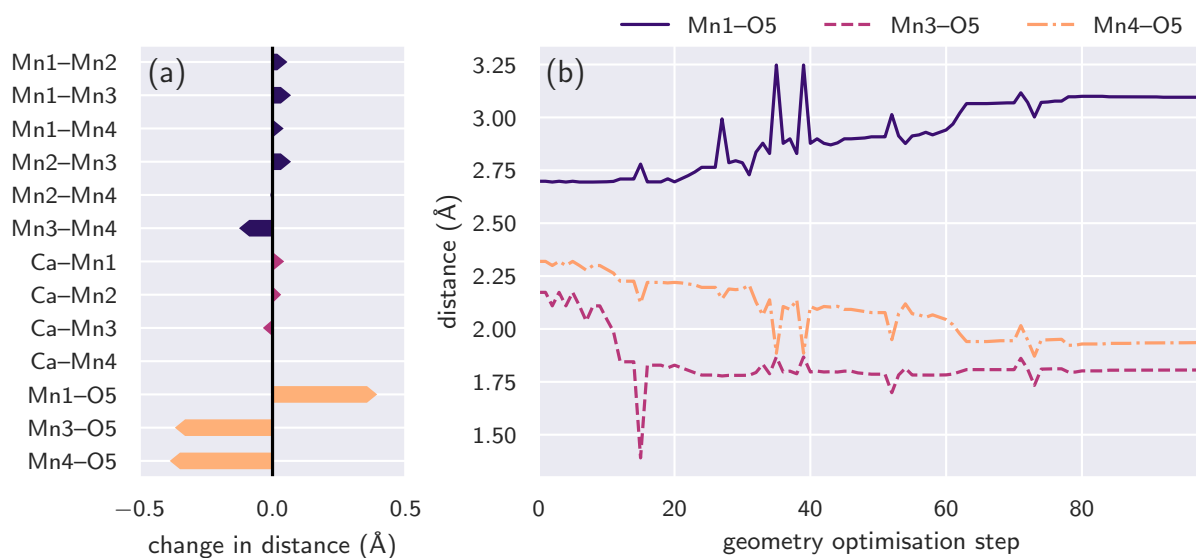 Mn1–O5 Mn3–O5 Mn4–O5
(a)
Mn1–Mn2
Mn1–Mn3
Mn1–Mn4
Mn2–Mn3
Mn2–Mn4
Mn3–Mn4
Ca–Mn1
Ca–Mn2
Ca–Mn3
Ca–Mn4
Mn1–O5
Mn3–O5
Mn4–O5
−0.5 0.0 0.5
change in distance (Å)
(b)
distance (Å)
3.25
3.00
2.75
2.50
2.25
2.00
1.75
1.50
0 20 40 60 80
geometry optimisation step